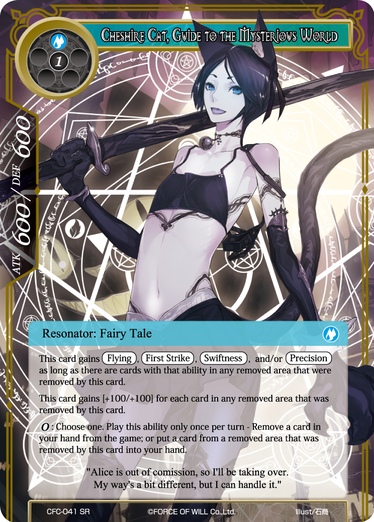 Cheshire Cat, Guide to the Mysterious World
1
ATK 600 / DEF 600
Resonator: Fairy Tale
This card gains Flying, First Strike, Swiftness, and/or Precision
as long as there are cards with that ability in any removed area that were
removed by this card.
This card gains [+100/+100] for each card in any removed area that was
removed by this card.
0 : Choose one. Play this ability only once per turn - Remove a card in
your hand from the game; or put a card from a removed area that was
removed by this card into your hand.
"Alice is out of comission, so I'll be taking over.
My way's a bit different, but I can handle it."
CFC-041 SR
©FORCE OF WILL Co.,Ltd.
Illust/石瀬